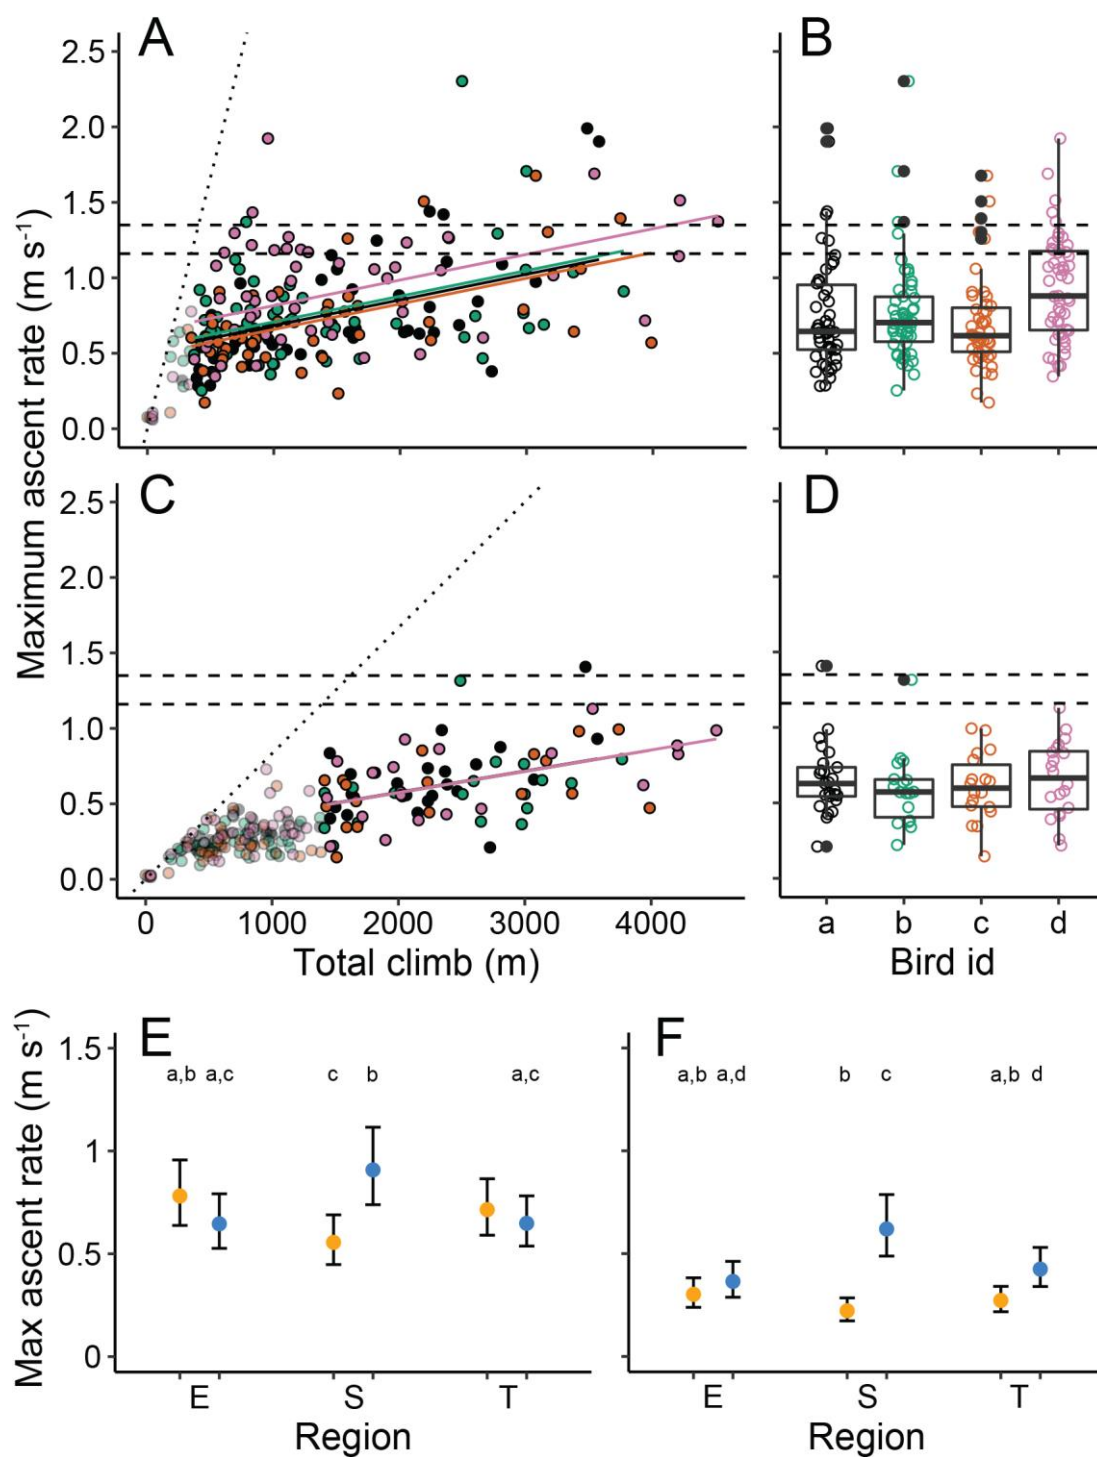 A B
2.5
2.0
1.5
1.0
0.5
0.0
Maximum ascent rate (m s-1)
C D
2.5
2.0
1.5
1.0
0.5
0.0
0 1000 2000 3000 4000 a b c d
Total climb (m) Bird id
E F
1.5
a,b a,c c b a,c a,b a,d b c a,b d
1
Max ascent rate (m s-1)
0.5
0
E S T E S T
Region Region